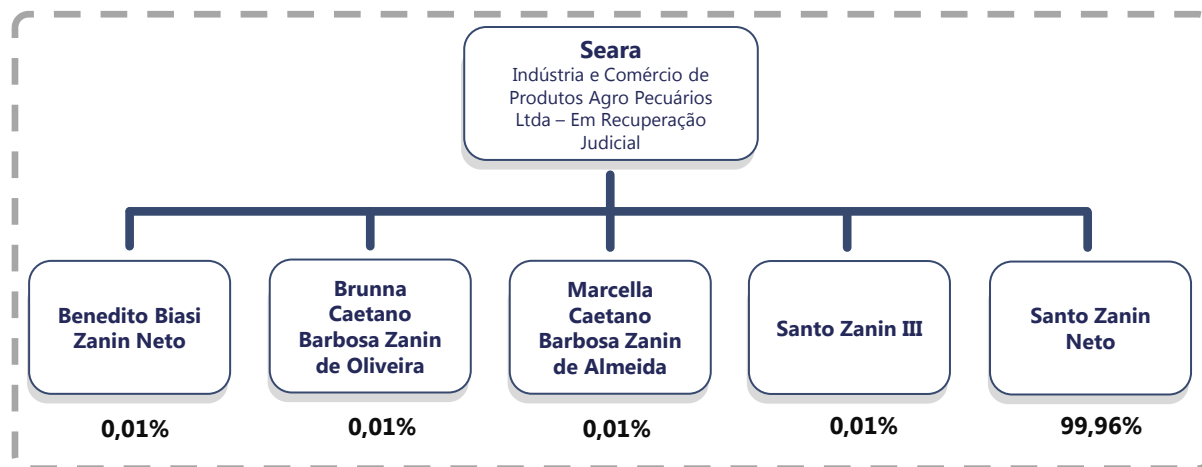 Seara
Indústria e Comércio de
Produtos Agro Pecuários
Ltda – Em Recuperação
Judicial
Benedito Biasi
Zanin Neto
Brunna
Caetano
Barbosa Zanin
de Oliveira
Marcella
Caetano
Barbosa Zanin
de Almeida
Santo Zanin III
Santo Zanin
Neto
0,01%
0,01%
0,01%
0,01%
99,96%